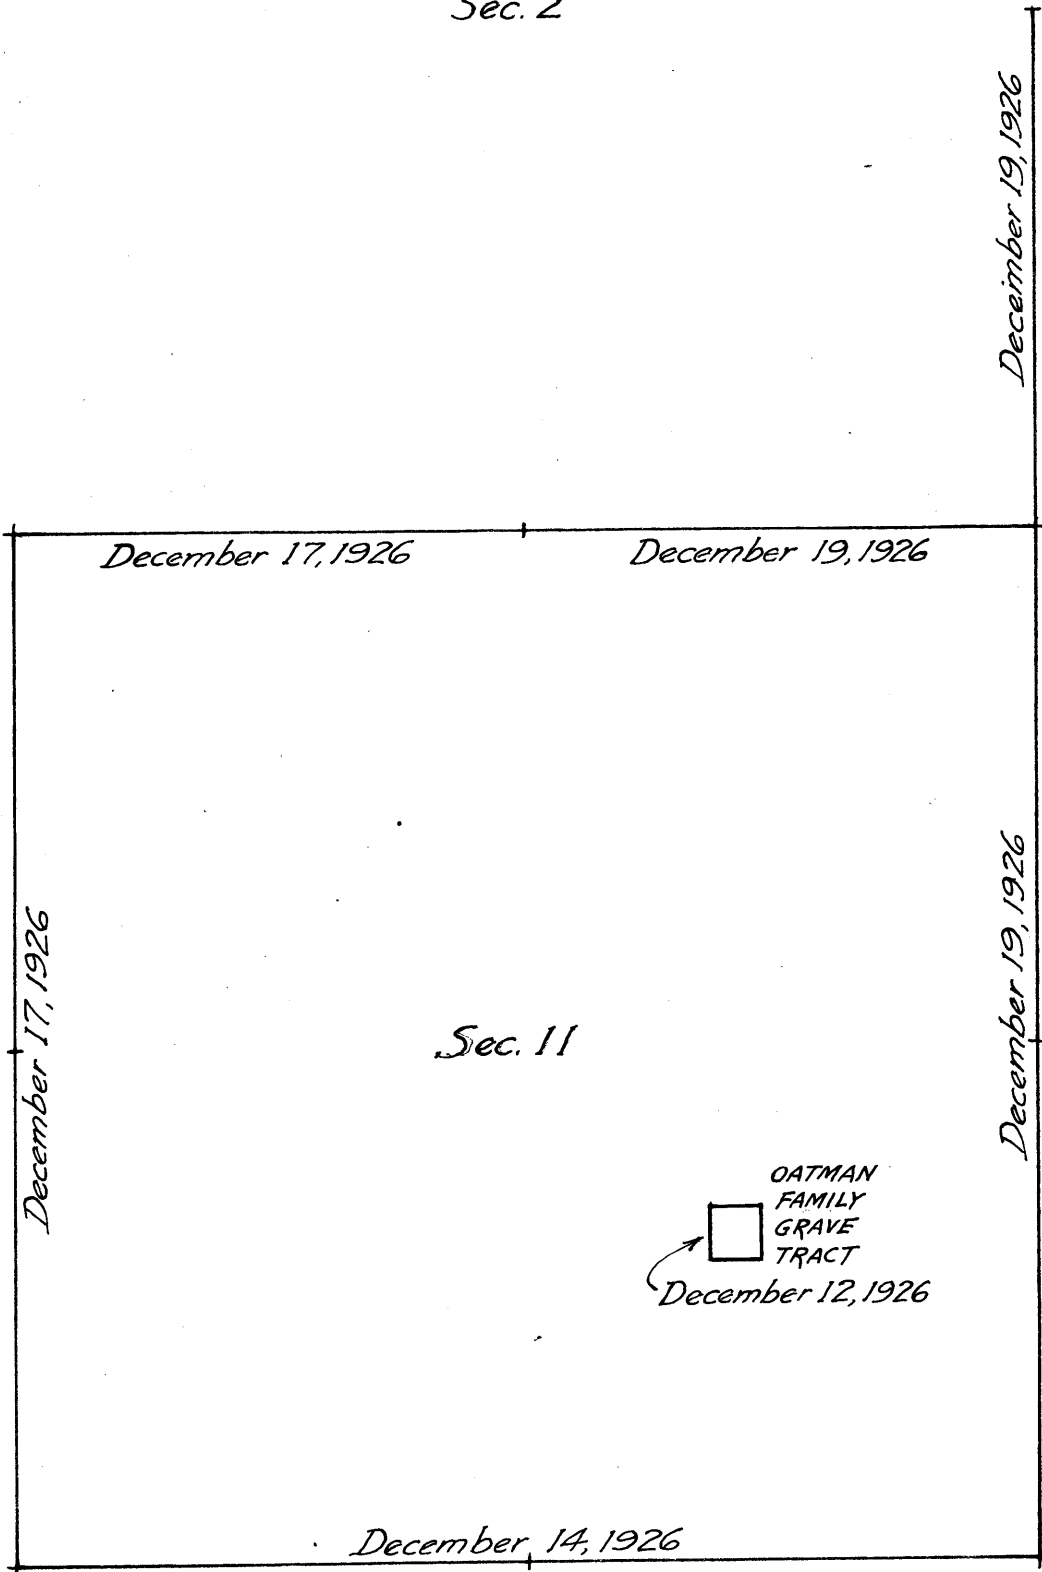 Sec. 2
December 19, 1926
December 17, 1926
December 19, 1926
December 17, 1926
December 19, 1926
Sec. 11
OATMAN
FAMILY
GRAVE
TRACT
December 12, 1926
December 14, 1926